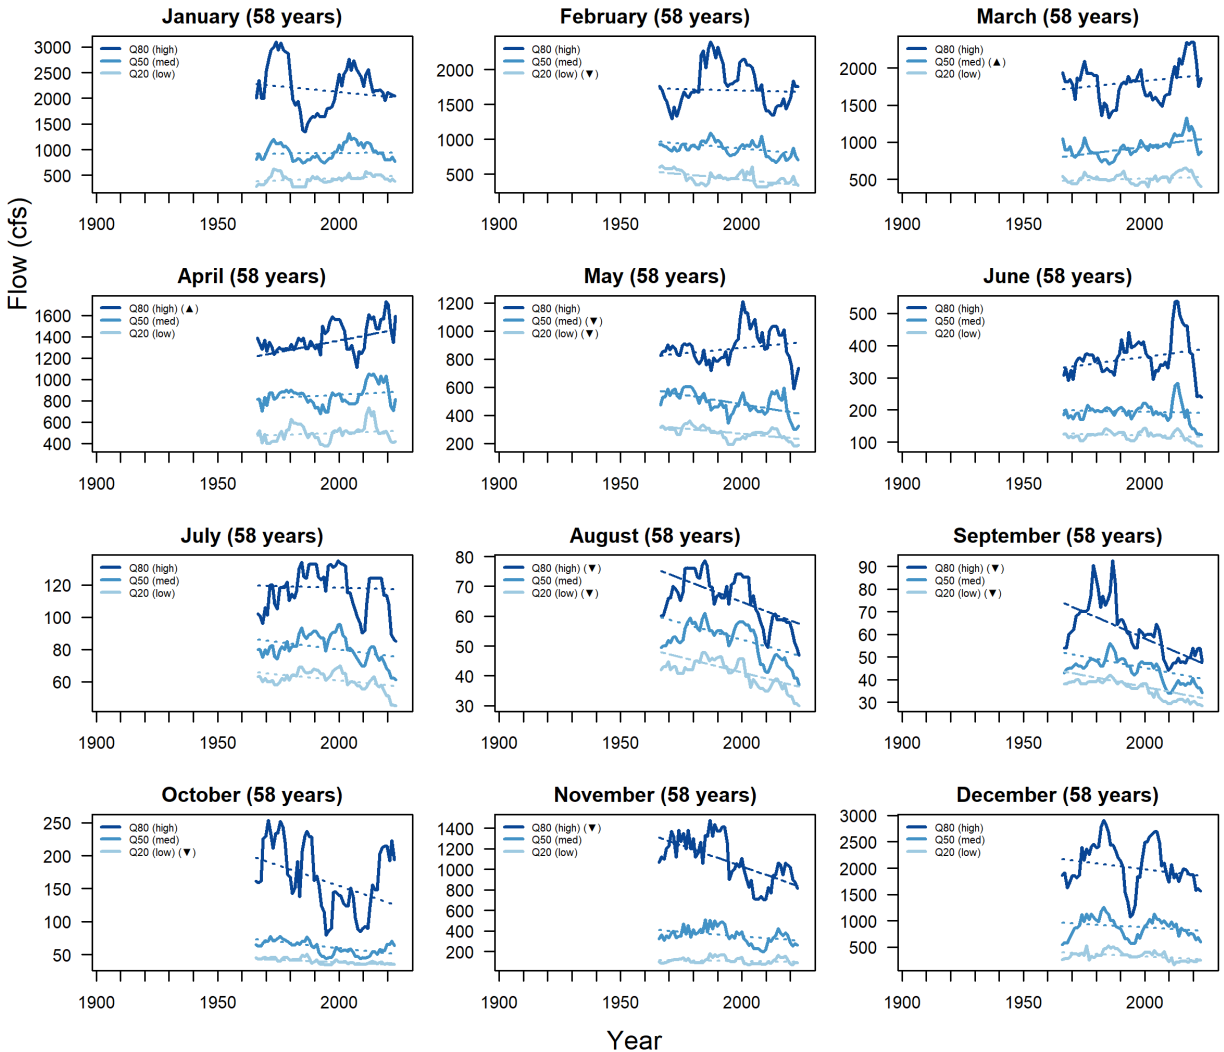 January (58 years)
Q80 (high)
Q50 (med)
Q20 (low)
3000
2500
2000
1500
1000
500
1900
1950
2000
February (58 years)
Q80 (high)
Q50 (med)
Q20 (low) (▼)
2000
1500
1000
500
1900
1950
2000
March (58 years)
Q80 (high)
Q50 (med) (▲)
Q20 (low)
2000
1500
1000
500
1900
1950
2000
Flow (cfs)
April (58 years)
Q80 (high) (▲)
Q50 (med)
Q20 (low)
1600
1400
1200
1000
800
600
400
1900
1950
2000
May (58 years)
Q80 (high)
Q50 (med) (▼)
Q20 (low) (▼)
1200
1000
800
600
400
200
1900
1950
2000
June (58 years)
Q80 (high)
Q50 (med)
Q20 (low)
500
400
300
200
100
1900
1950
2000
July (58 years)
Q80 (high)
Q50 (med)
Q20 (low)
120
100
80
60
1900
1950
2000
August (58 years)
Q80 (high) (▼)
Q50 (med)
Q20 (low) (▼)
80
70
60
50
40
30
1900
1950
2000
September (58 years)
Q80 (high) (▼)
Q50 (med)
Q20 (low) (▼)
90
80
70
60
50
40
30
1900
1950
2000
October (58 years)
Q80 (high)
Q50 (med)
Q20 (low) (▼)
250
200
150
100
50
1900
1950
2000
November (58 years)
Q80 (high) (▼)
Q50 (med)
Q20 (low)
1400
1200
1000
800
600
400
200
1900
1950
2000
December (58 years)
Q80 (high)
Q50 (med)
Q20 (low)
3000
2500
2000
1500
1000
500
1900
1950
2000
Year